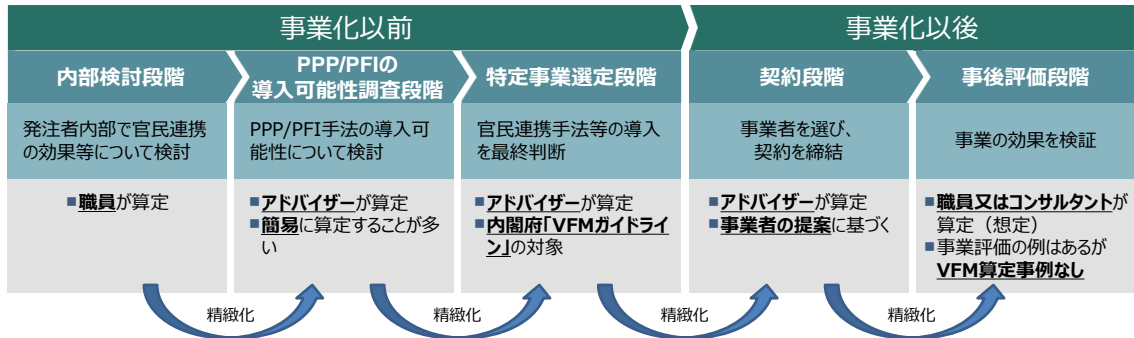 事業化以前
事業化以後
内部検討段階
PPP/PFIの
導入可能性調査段階
特定事業選定段階
契約段階
事後評価段階
発注者内部で官民連携
の効果等について検討
PPP/PFI手法の導入可
能性について検討
官民連携手法等の導入
を最終判断
事業者を選び、
契約を締結
事業の効果を検証
■職員が算定
■アドバイザーが算定
■簡易に算定することが多
い
■アドバイザーが算定
■内閣府「VFMガイドライ
ン」の対象
■アドバイザーが算定
■事業者の提案に基づく
■職員又はコンサルタントが
算定（想定）
■事業評価の例はあるが
VFM算定事例なし
精緻化
精緻化
精緻化
精緻化